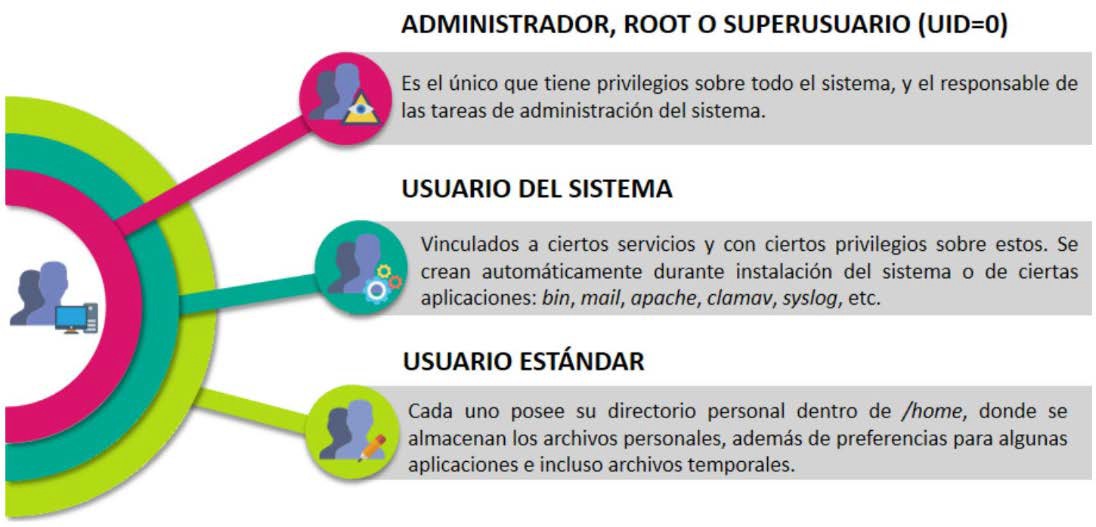 ADMINISTRADOR, ROOT O SUPERUSUARIO (UID=0)
Es el único que tiene privilegios sobre todo el sistema, y el responsable de
las tareas de administración del sistema.
USUARIO DEL SISTEMA
Vinculados a ciertos servicios y con ciertos privilegios sobre estos. Se
crean automáticamente durante instalación del sistema o de ciertas
aplicaciones: bin, mail, apache, clamav, syslog, etc.
USUARIO ESTÁNDAR
Cada uno posee su directorio personal dentro de /home, donde se
almacenan los archivos personales, además de preferencias para algunas
aplicaciones e incluso archivos temporales.